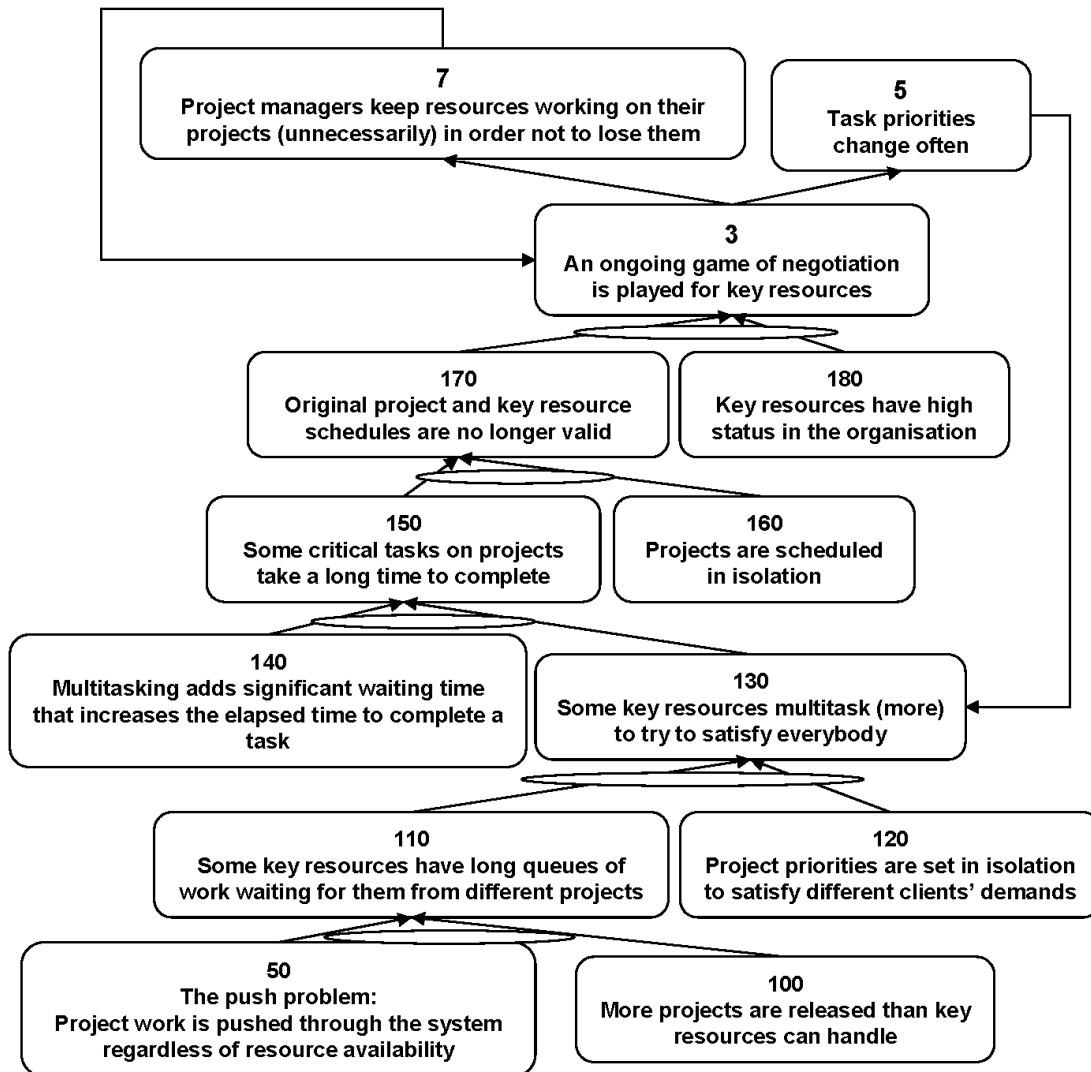 7
Project managers keep resources working on their
projects (unnecessarily) in order not to lose them
5
Task priorities
change often
3
An ongoing game of negotiation
is played for key resources
170
Original project and key resource
schedules are no longer valid
180
Key resources have high
status in the organisation
150
Some critical tasks on projects
take a long time to complete
160
Projects are scheduled
in isolation
140
Multitasking adds significant waiting time
that increases the elapsed time to complete a
task
130
Some key resources multitask (more)
to try to satisfy everybody
110
Some key resources have long queues of
work waiting for them from different projects
120
Project priorities are set in isolation
to satisfy different clients’ demands
50
The push problem:
Project work is pushed through the system
regardless of resource availability
100
More projects are released than key
resources can handle